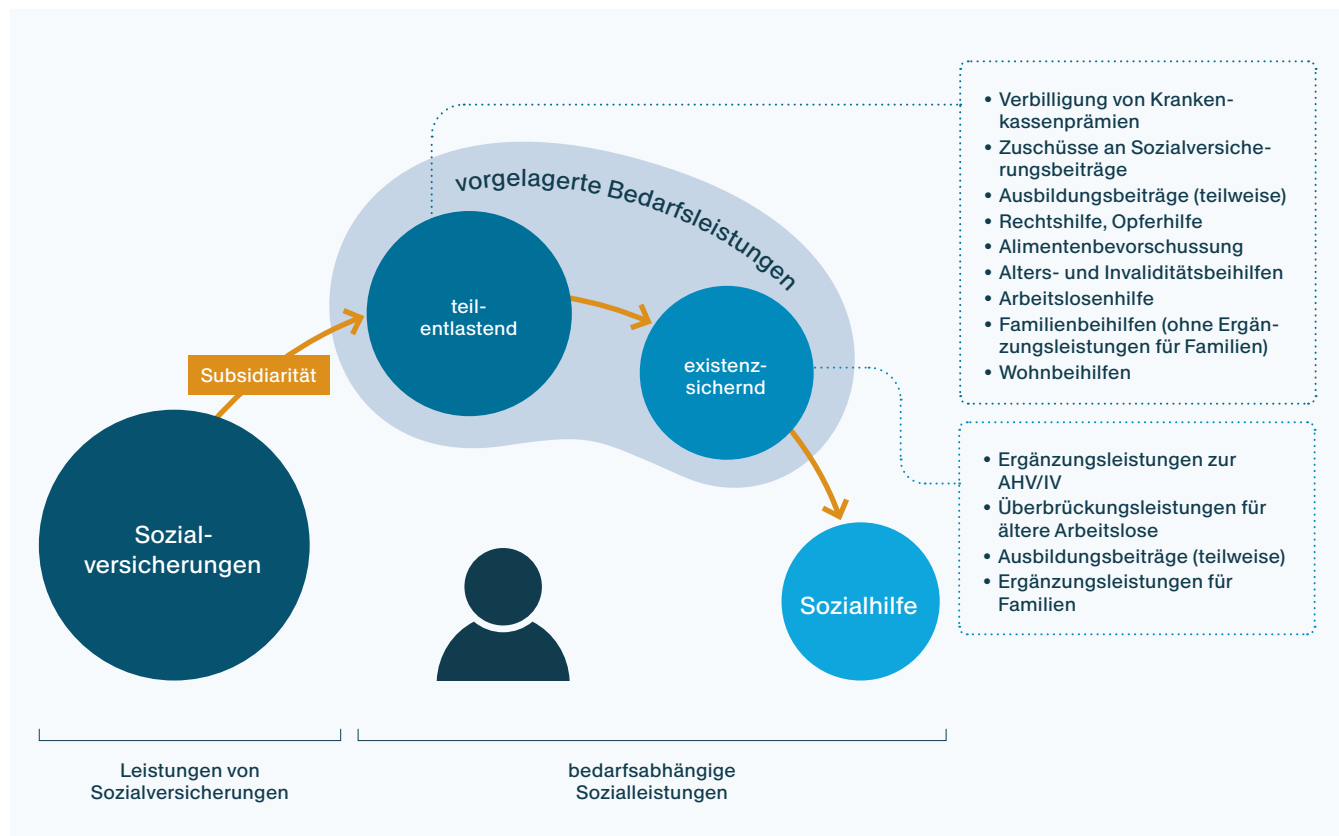 • Verbilligung von Kranken-
kassenprämien
• Zuschüsse an Sozialversiche-
rungsbeiträge
• Ausbildungsbeiträge (teilweise)
• Rechtshilfe, Opferhilfe
• Alimentenbevorschussung
• Alters- und Invaliditätsbeihilfen
• Arbeitslosenhilfe
• Familienbeihilfen (ohne Ergän-
zungsleistungen für Familien)
• Wohnbeihilfen
vorgelagerte Bedarfsleistungen
teil-
entlastend
existenz-
sichernd
Subsidiarität
• Ergänzungsleistungen zur
AHV/IV
• Überbrückungsleistungen für
ältere Arbeitslose
• Ausbildungsbeiträge (teilweise)
• Ergänzungsleistungen für
Familien
Sozial-
versicherungen
Sozialhilfe
Leistungen von
Sozialversicherungen
bedarfsabhängige
Sozialleistungen